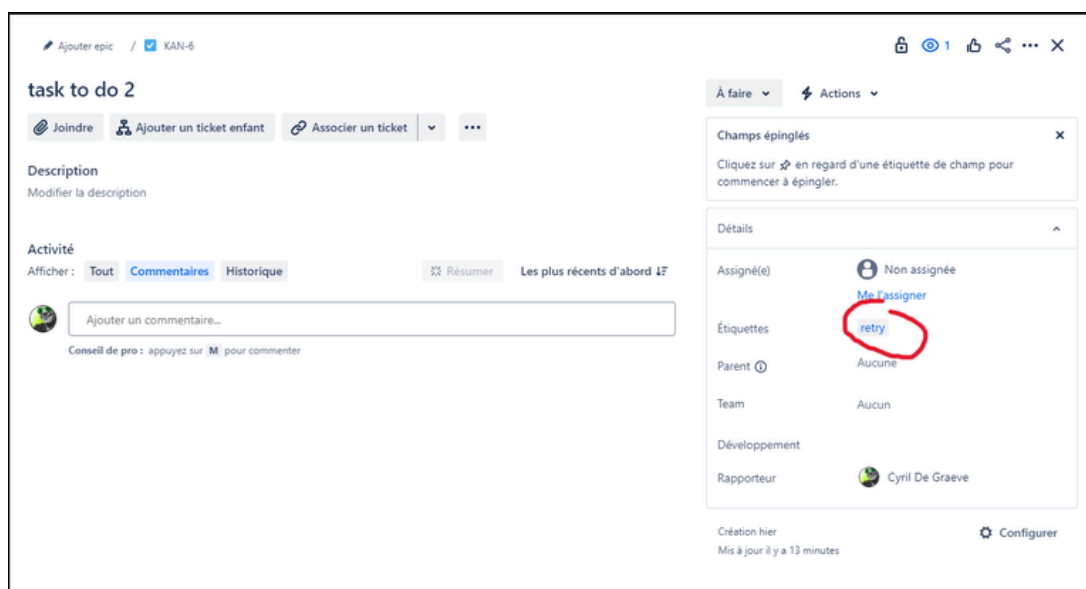 Ajouter epic / KAN-6
1
task to do 2
Joindre Ajouter un ticket enfant Associer un ticket
Description
Modifier la description
Activité
Afficher : Tout Commentaires Historique Résumer Les plus récents d'abord
Ajouter un commentaire...
Conseil de pro : appuyez sur M pour commenter
À faire Actions
Champs épinglés
Cliquez sur en regard d'une étiquette de champ pour
commencer à épingler.
Détails
Assigné(e) Non assignée
Me l'assigner
Étiquettes retry
Parent Aucune
Team Aucun
Développement
Rapporteur Cyril De Graeve
Création hier Configurer
Mis à jour il y a 13 minutes